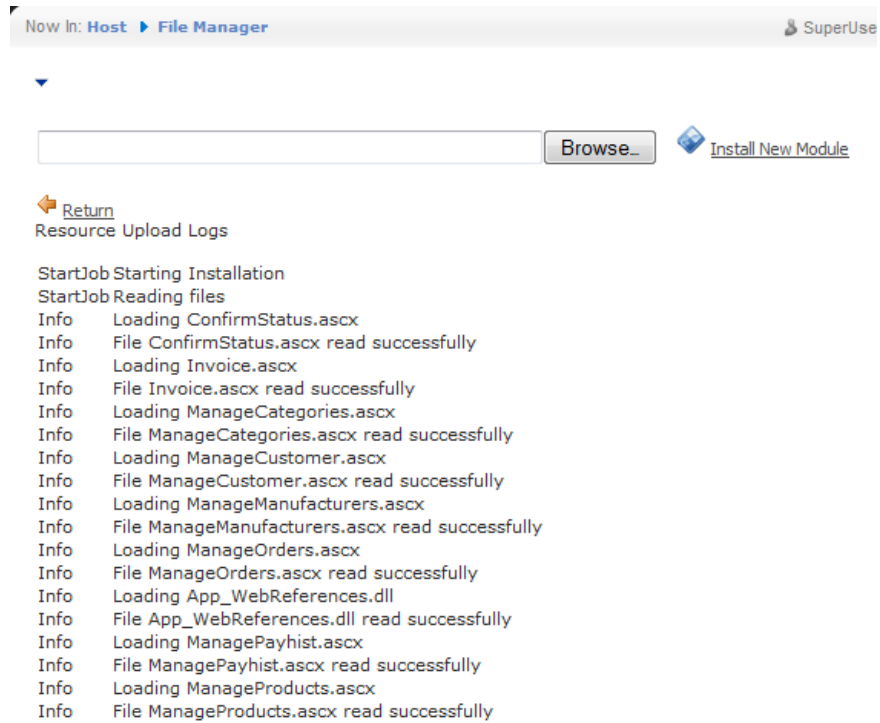 Now In: Host File Manager SuperUse
Browse...
Install New Module
Return
Resource Upload Logs
StartJob Starting Installation
StartJob Reading files
Info Loading ConfirmStatus.ascx
Info File ConfirmStatus.ascx read successfully
Info Loading Invoice.ascx
Info File Invoice.ascx read successfully
Info Loading ManageCategories.ascx
Info File ManageCategories.ascx read successfully
Info Loading ManageCustomer.ascx
Info File ManageCustomer.ascx read successfully
Info Loading ManageManufacturers.ascx
Info File ManageManufacturers.ascx read successfully
Info Loading ManageOrders.ascx
Info File ManageOrders.ascx read successfully
Info Loading App_WebReferences.dll
Info File App_WebReferences.dll read successfully
Info Loading ManagePayhist.ascx
Info File ManagePayhist.ascx read successfully
Info Loading ManageProducts.ascx
Info File ManageProducts.ascx read successfully